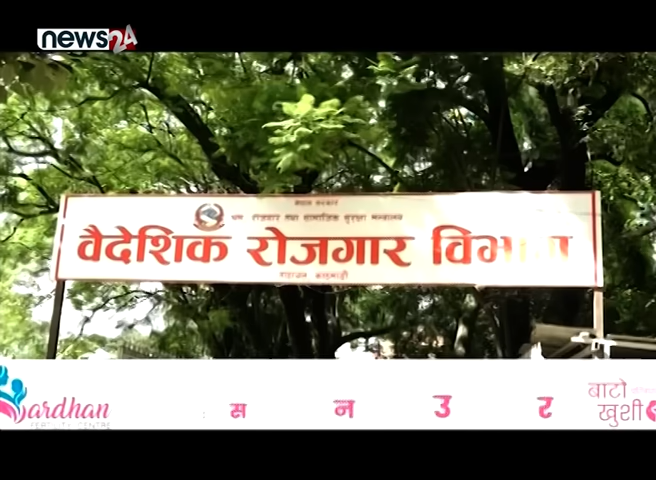 news24
नेपाल सरकार
श्रम रोजगार तथा सामाजिक सुरक्षा मन्त्रालय
वैदेशिक रोजगार विभाग
काठमाडौं
ardhan
FERTILITY CENTRE
स न उ र
बाटो
खुशी